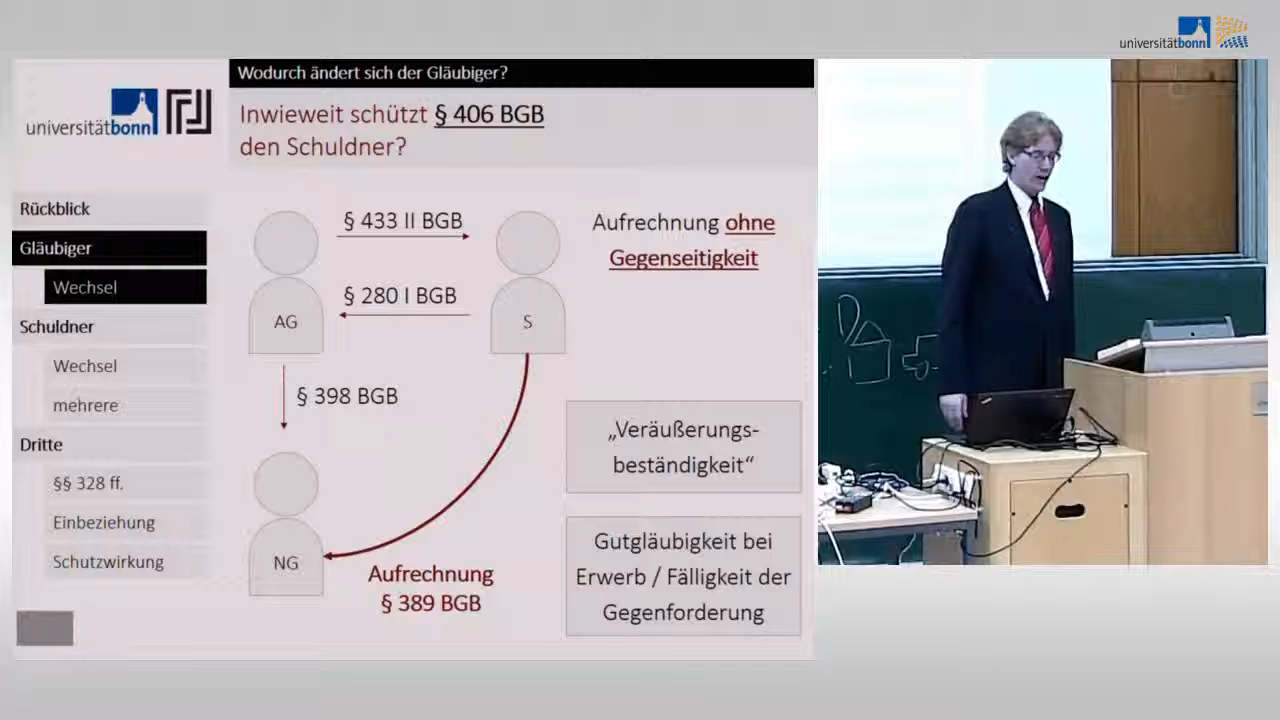 universitätbonn
universitätbonn
Wodurch ändert sich der Gläubiger?
Inwieweit schützt § 406 BGB
den Schuldner?
Rückblick
Gläubiger
Wechsel
Schuldner
Wechsel
mehrere
Dritte
§§ 328 ff.
Einbeziehung
Schutzwirkung
§ 433 II BGB
§ 280 I BGB
AG
S
§ 398 BGB
NG
Aufrechnung
§ 389 BGB
Aufrechnung ohne
Gegenseitigkeit
„Veräußerungs-
beständigkeit“
Gutgläubigkeit bei
Erwerb / Fälligkeit der
Gegenforderung